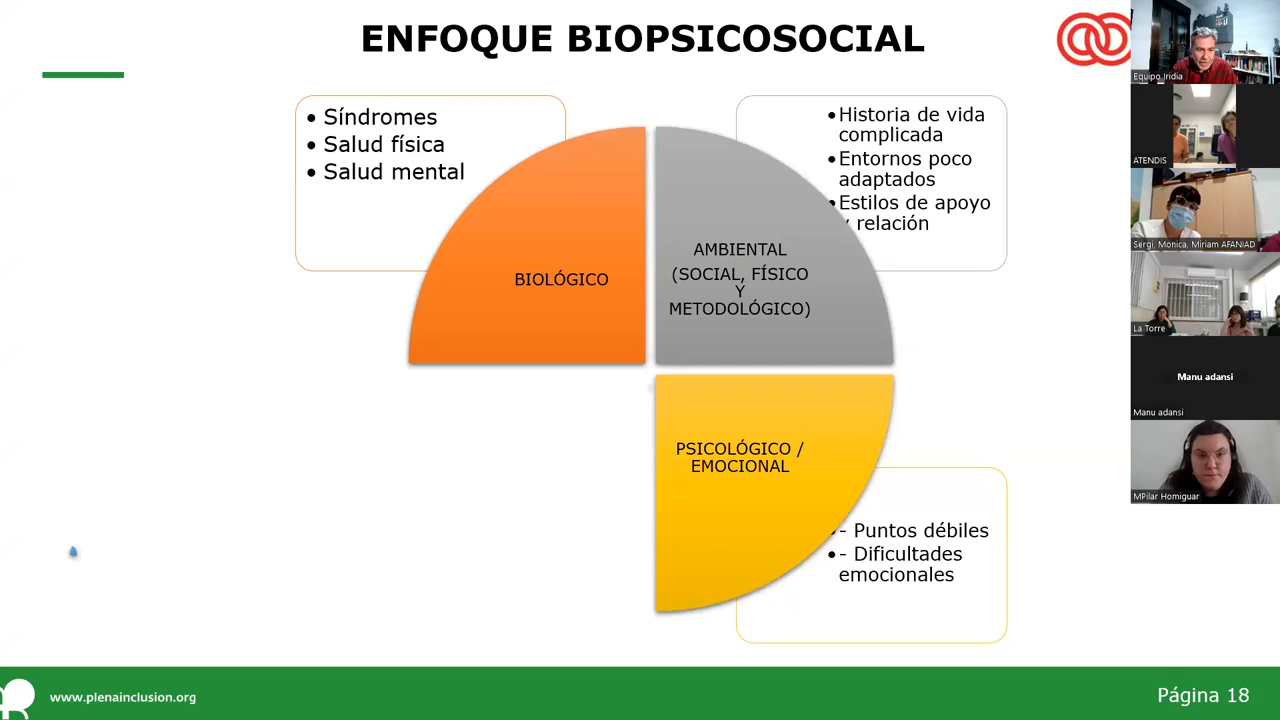 ENFOQUE BIOPSICOSOCIAL
• Síndromes
• Salud física
• Salud mental
BIOLÓGICO
•Historia de vida
complicada
•Entornos poco
adaptados
•Estilos de apoyo
y relación
AMBIENTAL
(SOCIAL, FÍSICO
Y
METODOLÓGICO)
PSICOLÓGICO /
EMOCIONAL
•- Puntos débiles
•- Dificultades
emocionales
www.plenainclusion.org
Página 18
Equipo Iridia
ATENDIS
Sergi, Monica, Miriam AFANIAD
La Torre
Manu adansi
Manu adansi
MPilar Homiguar